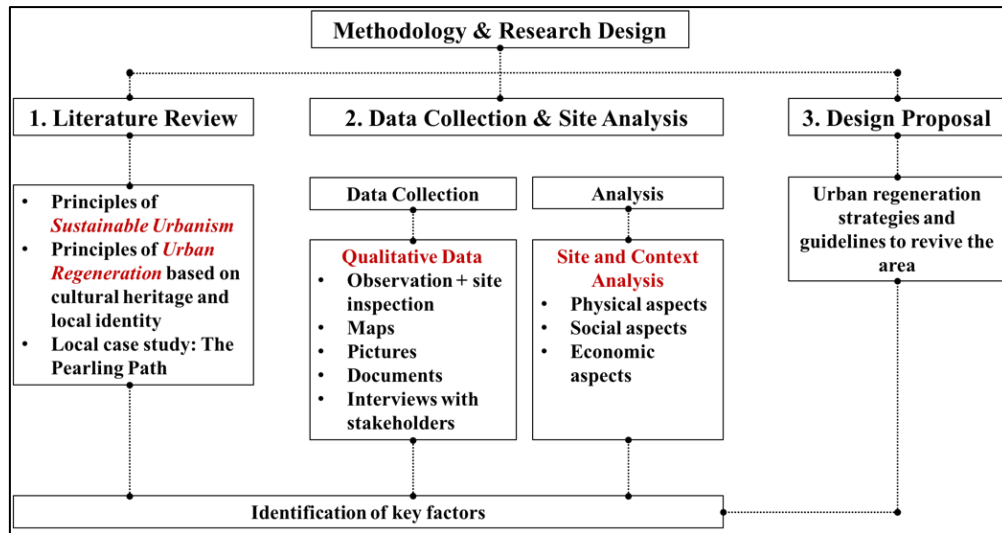 Methodology & Research Design
1. Literature Review
2. Data Collection & Site Analysis
3. Design Proposal
• Principles of
Sustainable Urbanism
• Principles of Urban
Regeneration based on
cultural heritage and
local identity
• Local case study: The
Pearling Path
Data Collection
Qualitative Data
• Observation + site
inspection
• Maps
• Pictures
• Documents
• Interviews with
stakeholders
Analysis
Site and Context
Analysis
• Physical aspects
• Social aspects
• Economic
aspects
Urban regeneration
strategies and
guidelines to revive the
area
Identification of key factors